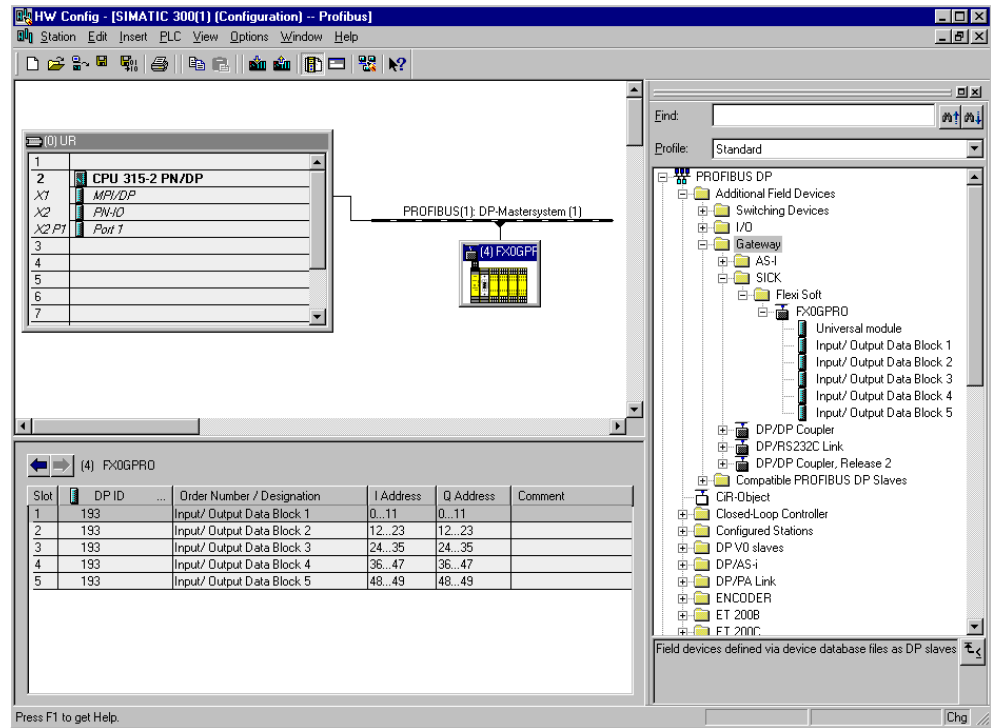 HW Config - [SIMATIC 300(1) (Configuration) -- Profibus]
Station Edit Insert PLC View Options Window Help
(0) UR
1
2 CPU 315-2 PN/DP
X1 MPI/DP
X2 PN-IO
X2 P1 Port 1
3
4
5
6
7
PROFIBUS(1): DP-Mastersystem (1)
(4) FX0GPR
Find:
Profile: Standard
PROFIBUS DP
Additional Field Devices
Switching Devices
I/O
Gateway
AS-I
SICK
Flexi Soft
FX0GPRO
Universal module
Input/ Output Data Block 1
Input/ Output Data Block 2
Input/ Output Data Block 3
Input/ Output Data Block 4
Input/ Output Data Block 5
DP/DP Coupler
DP/RS232C Link
DP/DP Coupler, Release 2
Compatible PROFIBUS DP Slaves
CiR-Object
Closed-Loop Controller
Configured Stations
DP V0 slaves
DP/AS-i
DP/PA Link
ENCODER
ET 200B
ET 200C
Field devices defined via device database files as DP slaves
(4) FX0GPRO
Slot DP ID ... Order Number / Designation I Address Q Address Comment
1 193 Input/ Output Data Block 1 0...11 0...11
2 193 Input/ Output Data Block 2 12...23 12...23
3 193 Input/ Output Data Block 3 24...35 24...35
4 193 Input/ Output Data Block 4 36...47 36...47
5 193 Input/ Output Data Block 5 48...49 48...49
Press F1 to get Help.
Chg